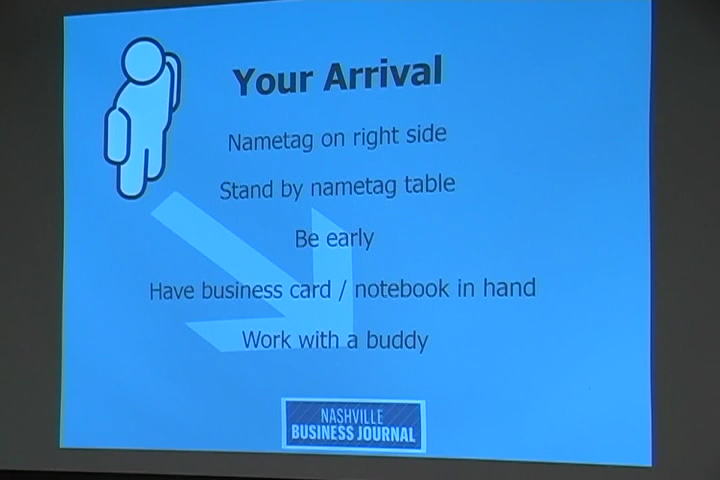 Your Arrival
Nametag on right side
Stand by nametag table
Be early
Have business card / notebook in hand
Work with a buddy
NASHVILLE
BUSINESS JOURNAL